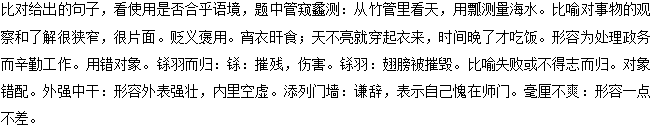 比对给出的句子，看使用是否合乎语境，题中管窥蠡测：从竹管里看天，用瓢测量海水。比喻对事物的观
察和了解很狭窄，很片面。贬义褒用。宵衣旰食：天不亮就穿起衣来，时间晚了才吃饭。形容为处理政务
而辛勤工作。用错对象。铩羽而归：铩：摧残，伤害。铩羽：翅膀被摧毁。比喻失败或不得志而归。对象
错配。外强中干：形容外表强壮，内里空虚。添列门墙：谦辞，表示自己愧在师门。毫厘不爽：形容一点
不差。